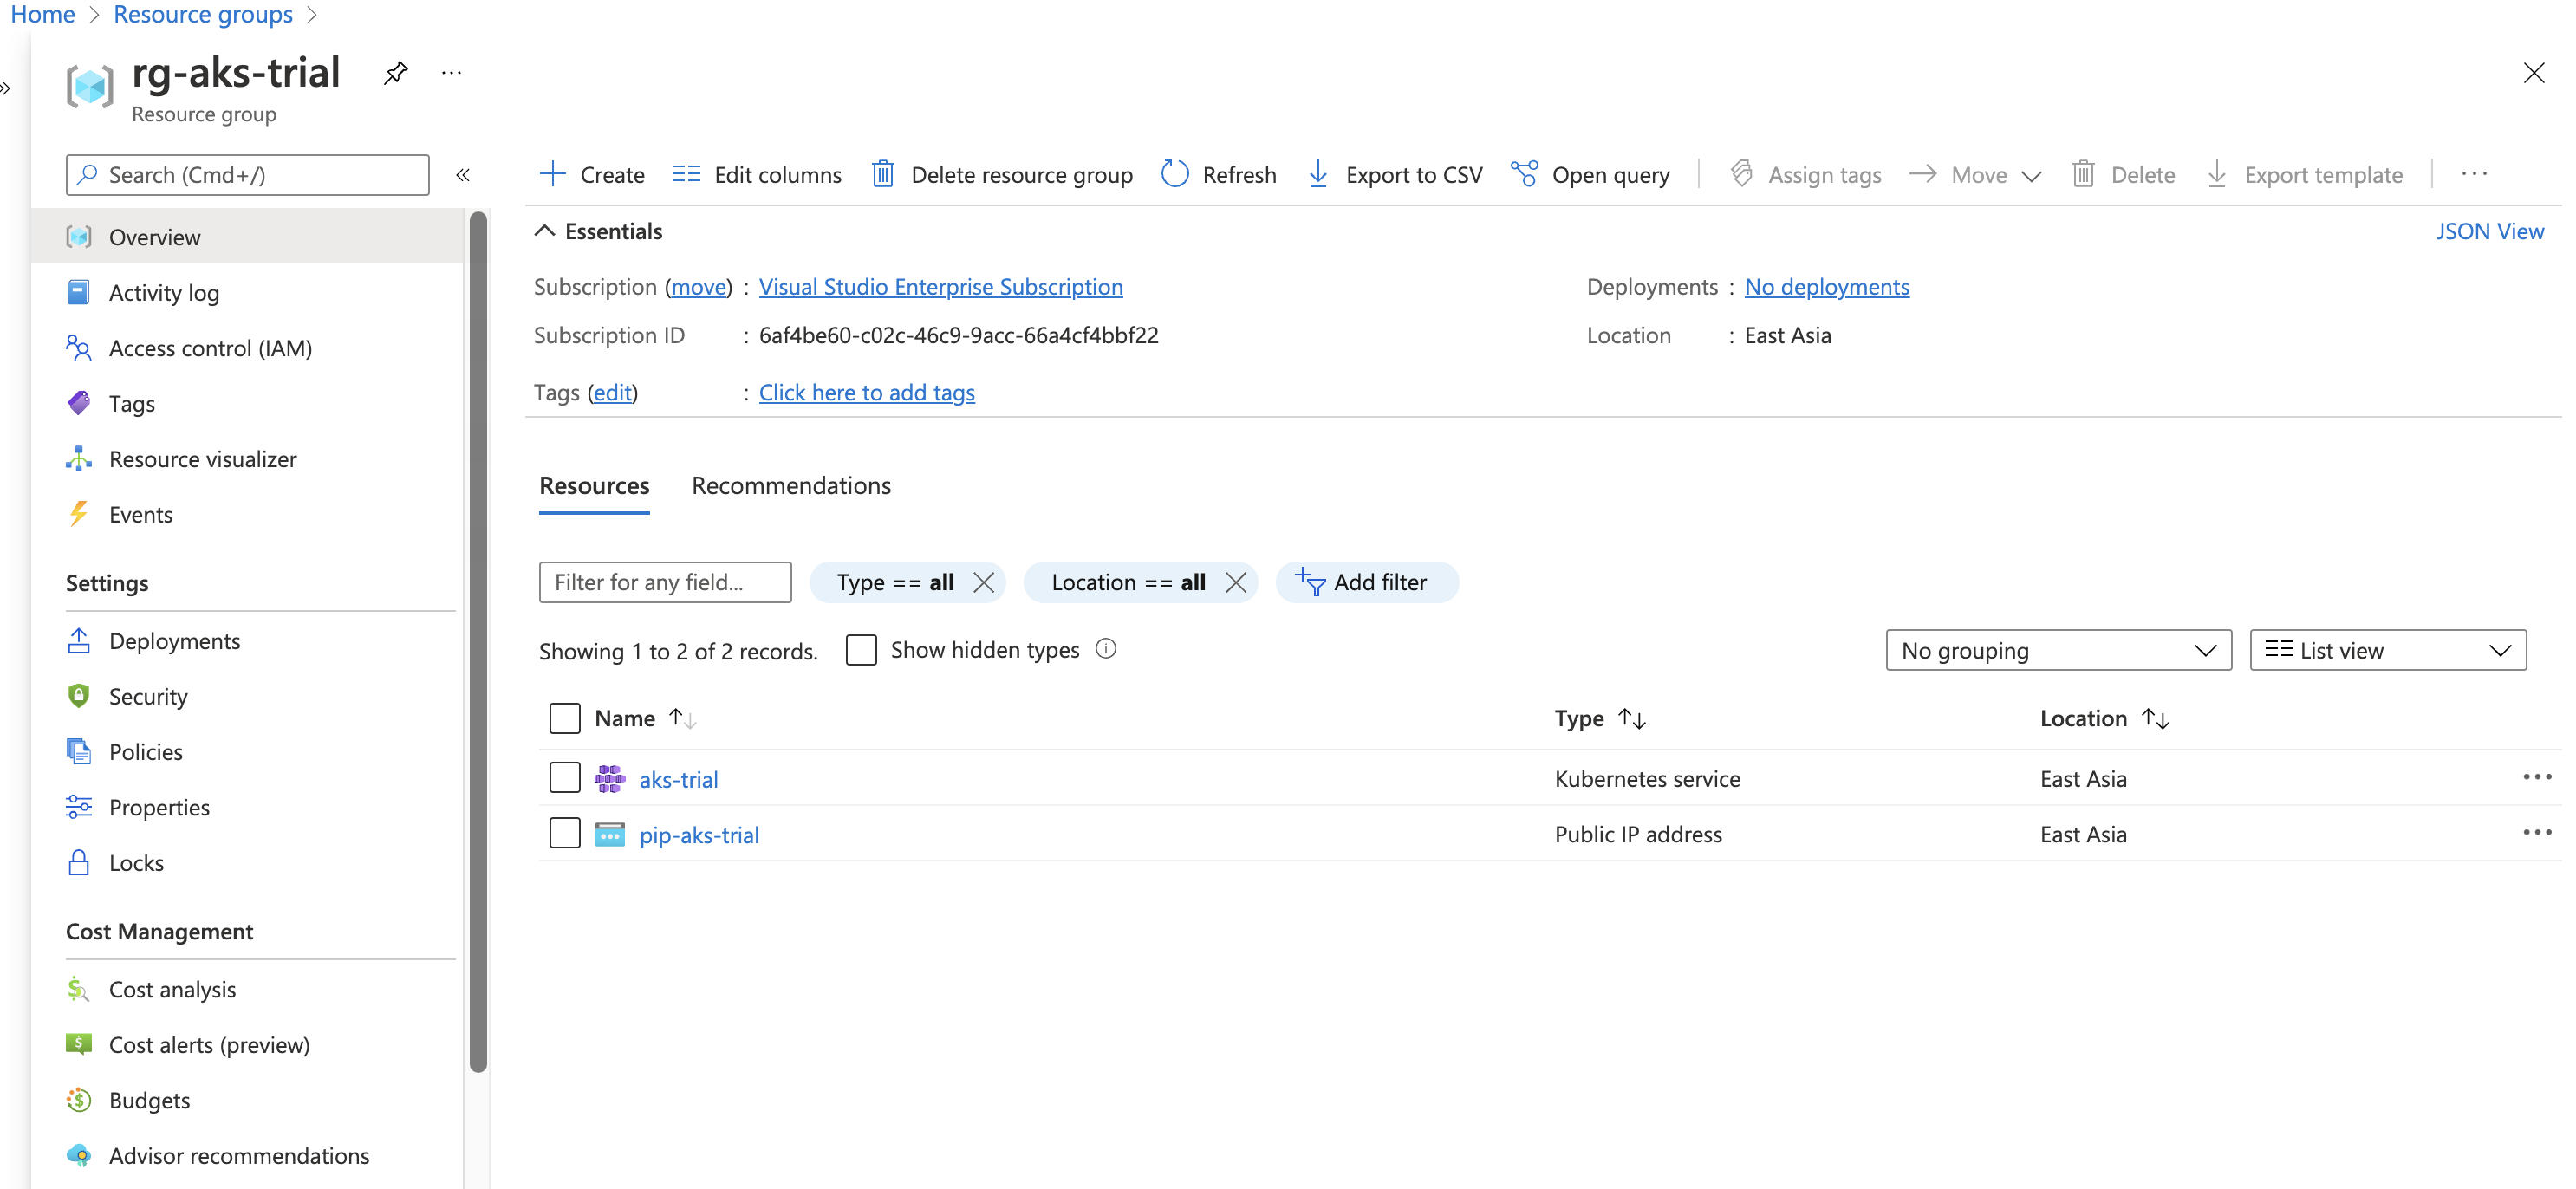 Home > Resource groups >
rg-aks-trial
Resource group
Search (Cmd+/)
Overview
Activity log
Access control (IAM)
Tags
Resource visualizer
Events
Settings
Deployments
Security
Policies
Properties
Locks
Cost Management
Cost analysis
Cost alerts (preview)
Budgets
Advisor recommendations
Create Edit columns Delete resource group Refresh Export to CSV Open query Assign tags Move Delete Export template
Essentials JSON View
Subscription (move) : Visual Studio Enterprise Subscription Deployments : No deployments
Subscription ID : 6af4be60-c02c-46c9-9acc-66a4cf4bbf22 Location : East Asia
Tags (edit) : Click here to add tags
Resources Recommendations
Filter for any field... Type == all Location == all Add filter
Showing 1 to 2 of 2 records. Show hidden types No grouping List view
Name Type Location
aks-trial Kubernetes service East Asia
pip-aks-trial Public IP address East Asia